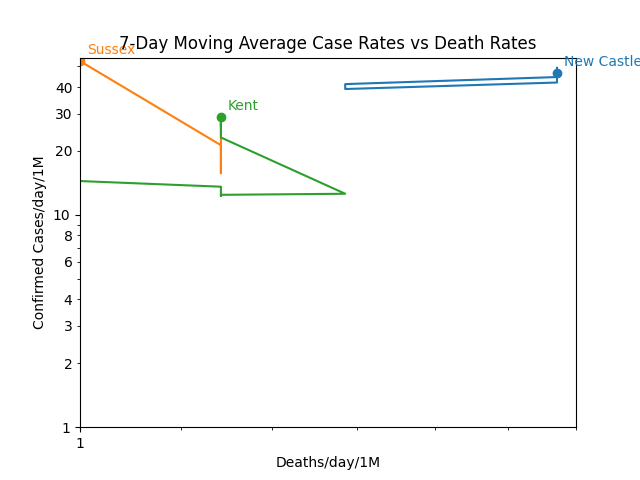 7-Day Moving Average Case Rates vs Death Rates
Sussex
New Castle
Kent
Confirmed Cases/day/1M
40
30
20
10
8
6
4
3
2
1
1
Deaths/day/1M